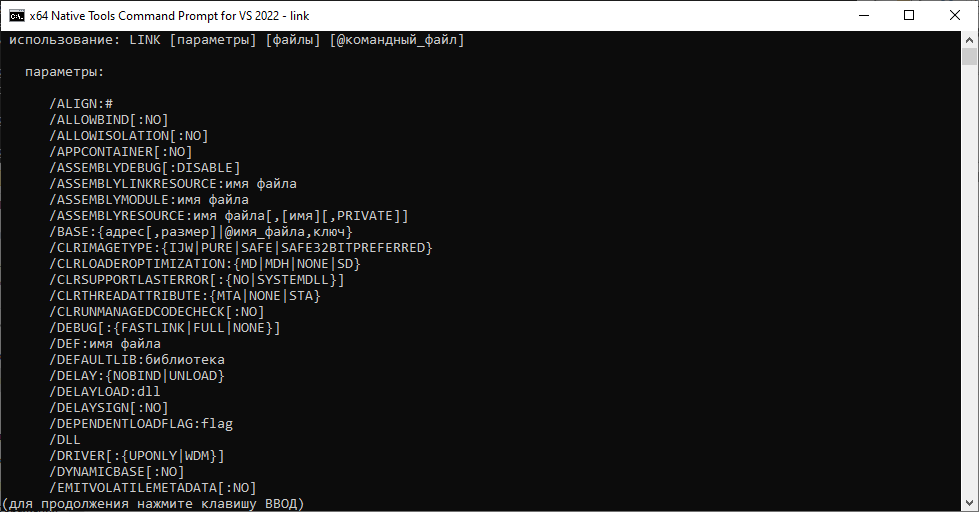 x64 Native Tools Command Prompt for VS 2022 - link
использование: LINK [параметры] [файлы] [@командный_файл]
параметры:
/ALIGN:#
/ALLOWBIND[:NO]
/ALLOWISOLATION[:NO]
/APPCONTAINER[:NO]
/ASSEMBLYDEBUG[:DISABLE]
/ASSEMBLYLINKRESOURCE:имя файла
/ASSEMBLYMODULE:имя файла
/ASSEMBLYRESOURCE:имя файла[,[имя][,PRIVATE]]
/BASE:{адрес[,размер]|@имя_файла,ключ}
/CLRIMAGETYPE:{IJW|PURE|SAFE|SAFE32BITPREFERRED}
/CLRLOADEROPTIMIZATION:{MD|MDH|NONE|SD}
/CLRSUPPORTLASTERROR[:{NO|SYSTEMDLL}]
/CLRTHREADATTRIBUTE:{MTA|NONE|STA}
/CLRUNMANAGEDCODECHECK[:NO]
/DEBUG[:{FASTLINK|FULL|NONE}]
/DEF:имя файла
/DEFAULTLIB:библиотека
/DELAY:{NOBIND|UNLOAD}
/DELAYLOAD:dll
/DELAYSIGN[:NO]
/DEPENDENTLOADFLAG:flag
/DLL
/DRIVER[:{UPONLY|WDM}]
/DYNAMICBASE[:NO]
/EMITVOLATILEMETADATA[:NO]
(для продолжения нажмите клавишу ВВОД)